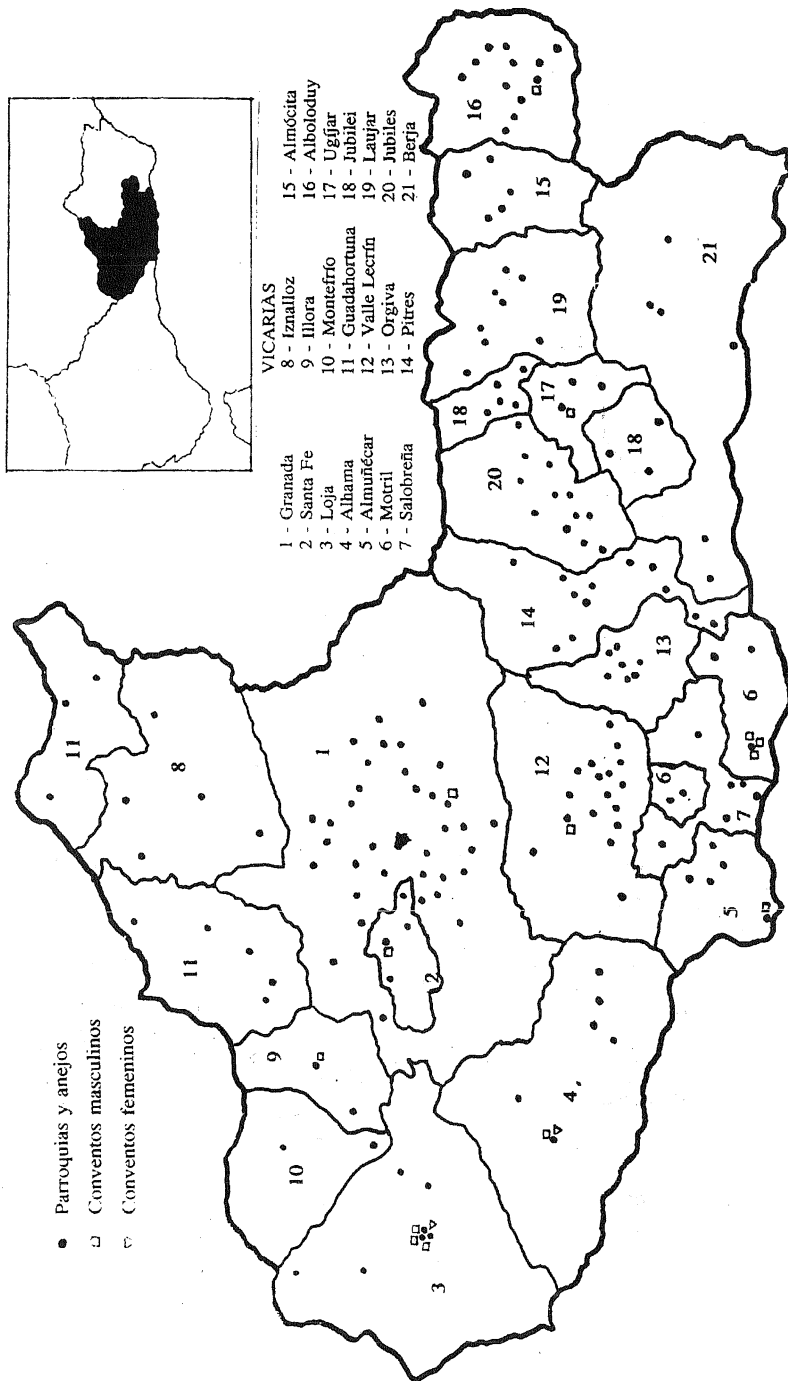 ● Parroquias y anejos
□ Conventos masculinos
▽ Conventos femeninos
VICARIAS
1 - Granada
2 - Santa Fe
3 - Loja
4 - Alhama
5 - Almuñécar
6 - Motril
7 - Salobreña
8 - Iznalloz
9 - Illora
10 - Montefrío
11 - Guadahortuna
12 - Valle Lecrín
13 - Orgiva
14 - Pitres
15 - Almócita
16 - Alboloduy
17 - Ugíjar
18 - Jubilei
19 - Laujar
20 - Jubiles
21 - Berja
11
8
11
1
9
10
2
3
4
12
14
13
6
6
7
5
20
18
17
18
19
15
16
21